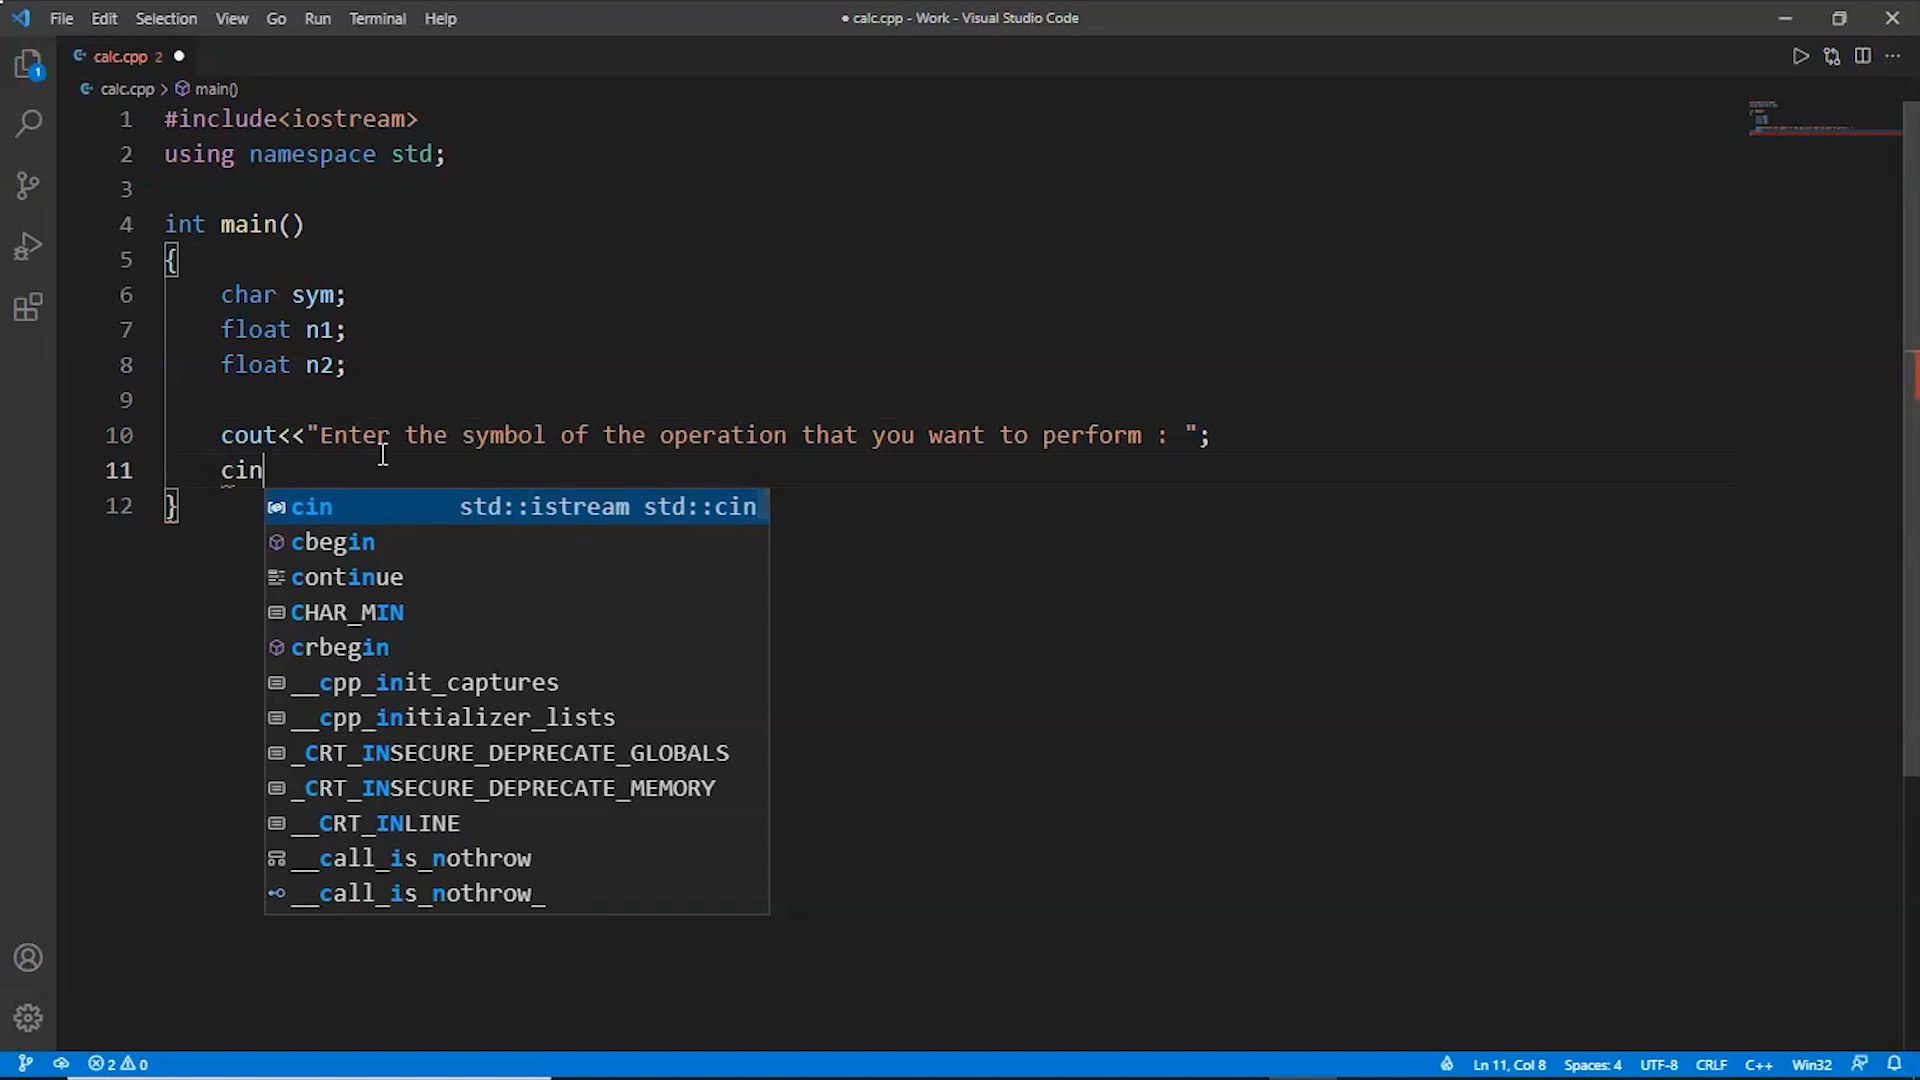 File Edit Selection View Go Run Terminal Help
● calc.cpp - Work - Visual Studio Code
calc.cpp 2 ●
calc.cpp > main()
1 #include<iostream>
2 using namespace std;
3
4 int main()
5 {
6 char sym;
7 float n1;
8 float n2;
9
10 cout<<"Enter the symbol of the operation that you want to perform : ";
11 cin
12 }
cin std::istream std::cin
cbegin
continue
CHAR_MIN
crbegin
__cpp_init_captures
__cpp_initializer_lists
_CRT_INSECURE_DEPRECATE_GLOBALS
_CRT_INSECURE_DEPRECATE_MEMORY
__CRT_INLINE
__call_is_nothrow
__call_is_nothrow_
1
2 0 Ln 11, Col 8 Spaces: 4 UTF-8 CRLF C++ Win32